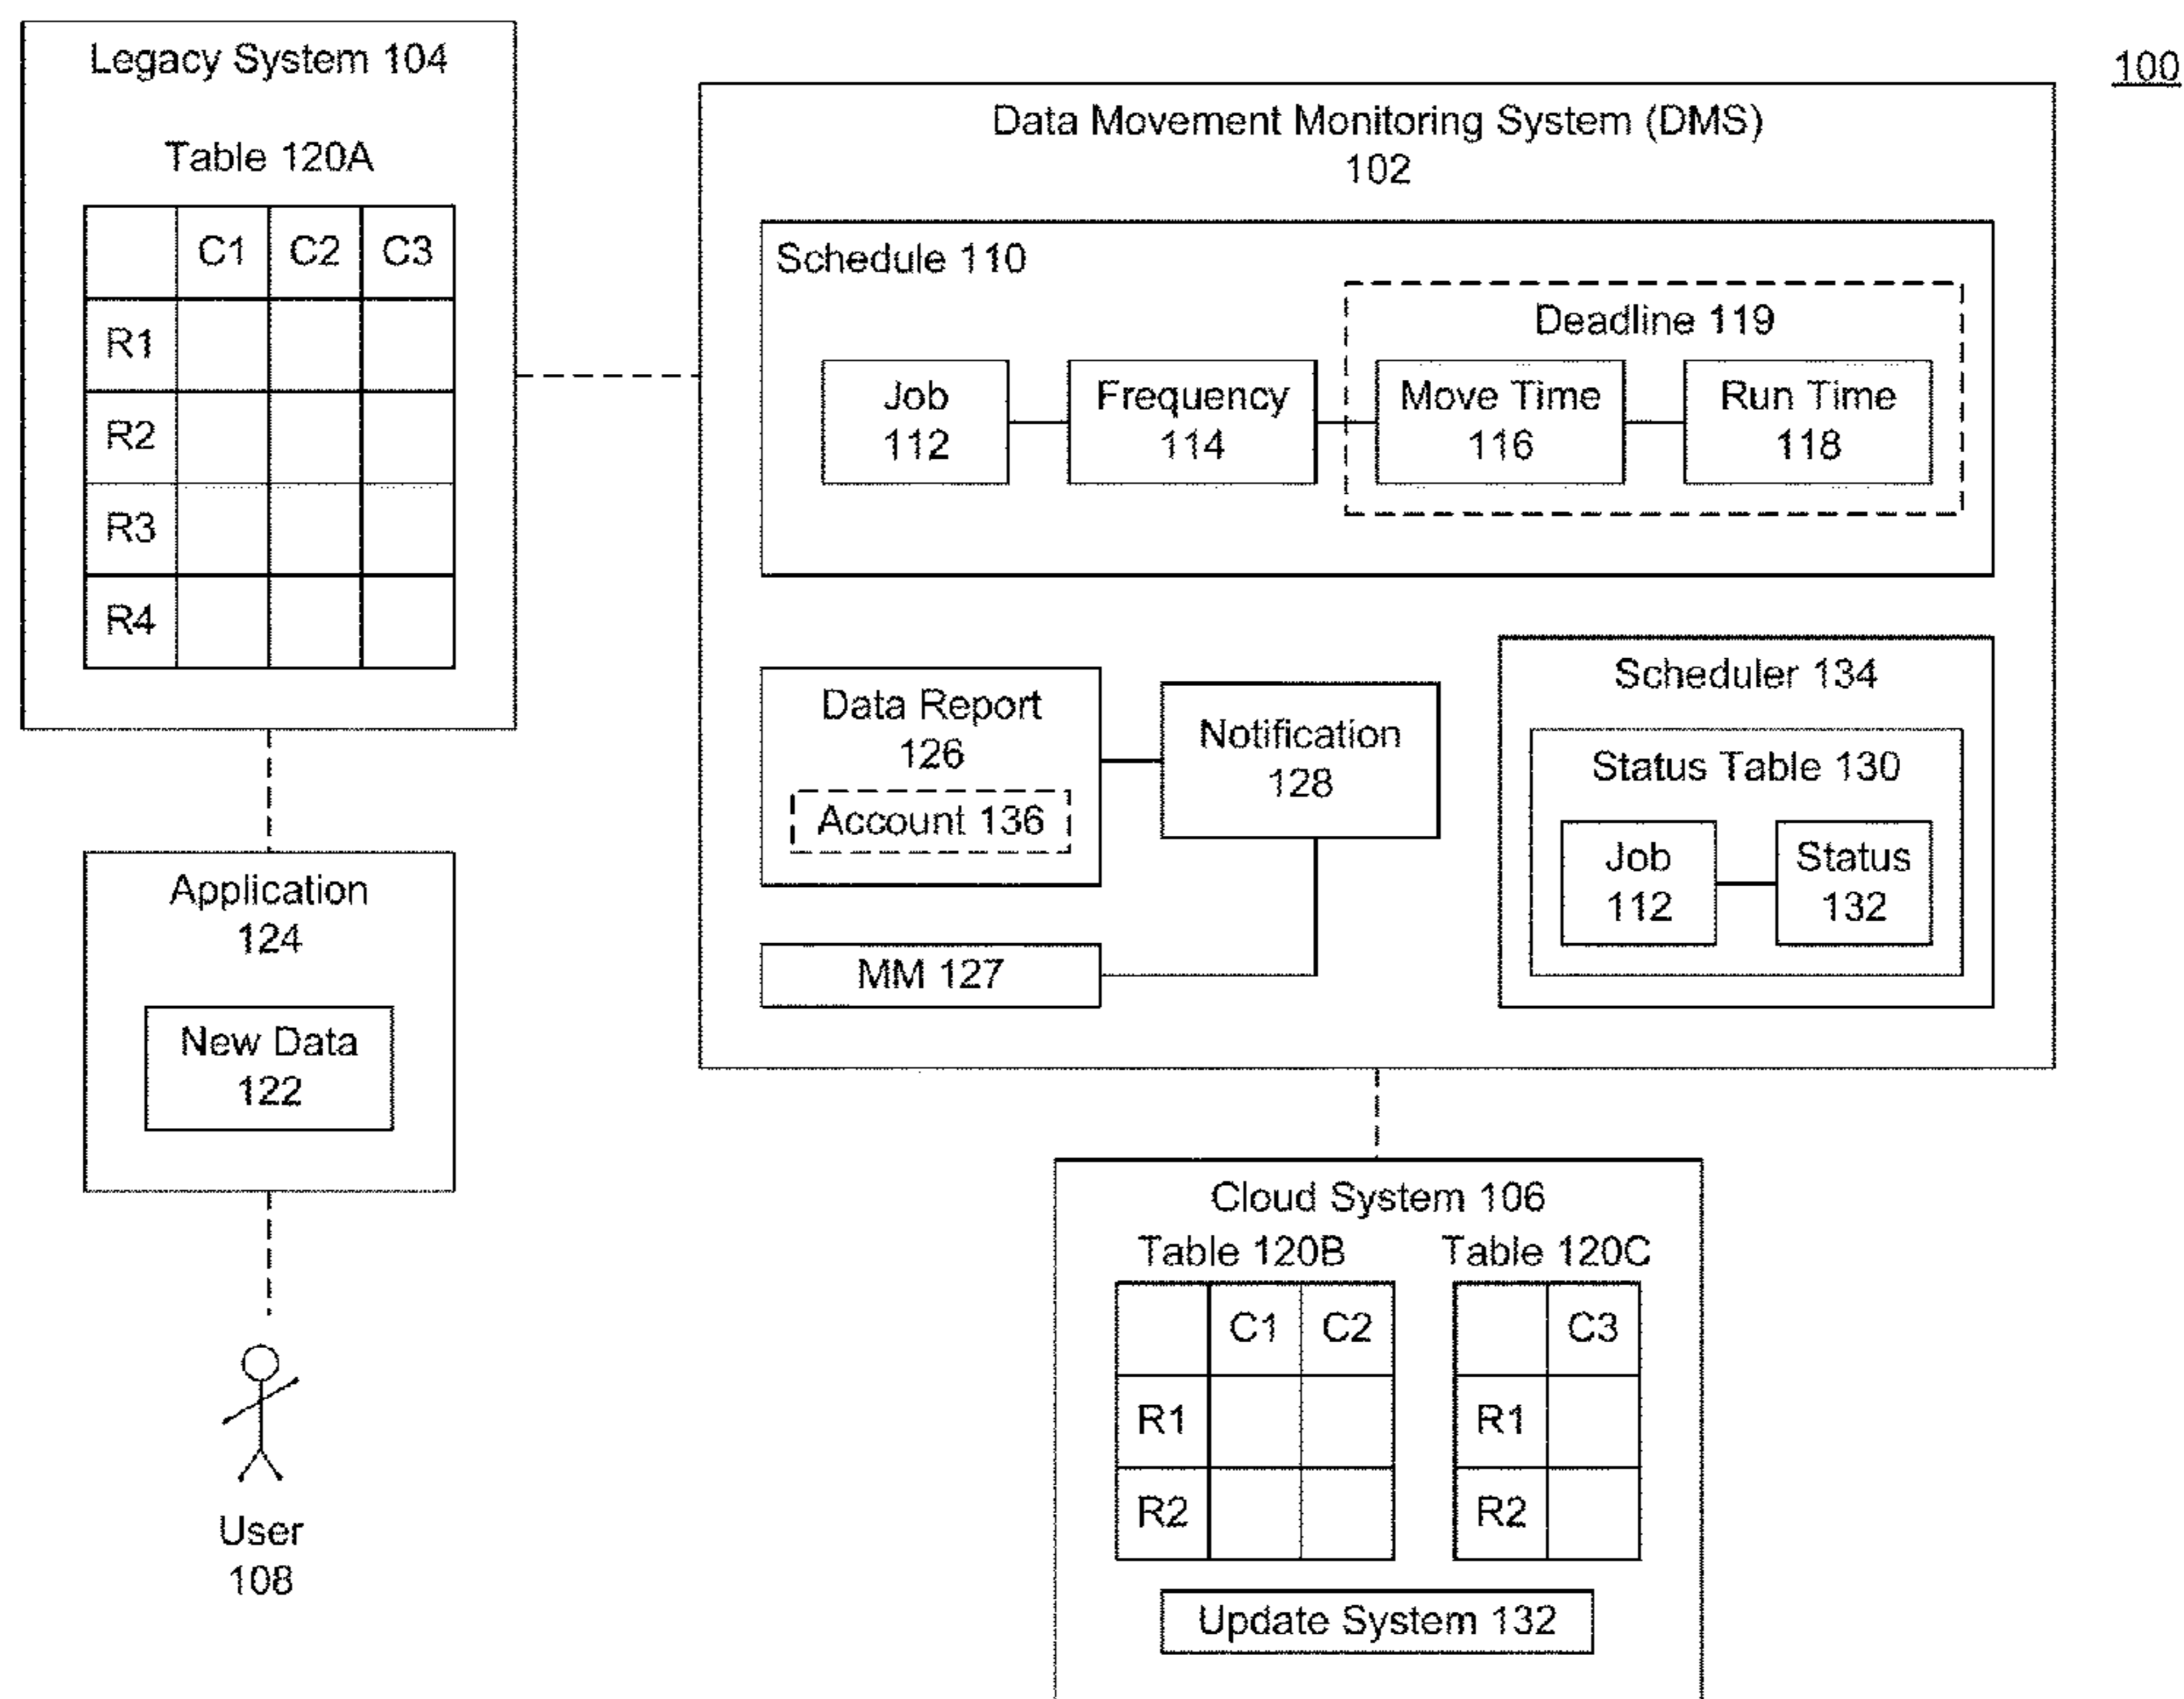 100
Legacy System 104
Table 120A
C1 C2 C3
R1
R2
R3
R4
Application
124
New Data
122
User
108
Data Movement Monitoring System (DMS)
102
Schedule 110
Deadline 119
Job
112
Frequency
114
Move Time
116
Run Time
118
Data Report
126
Account 136
Notification
128
MM 127
Scheduler 134
Status Table 130
Job
112
Status
132
Cloud System 106
Table 120B
C1 C2
R1
R2
Table 120C
C3
R1
R2
Update System 132